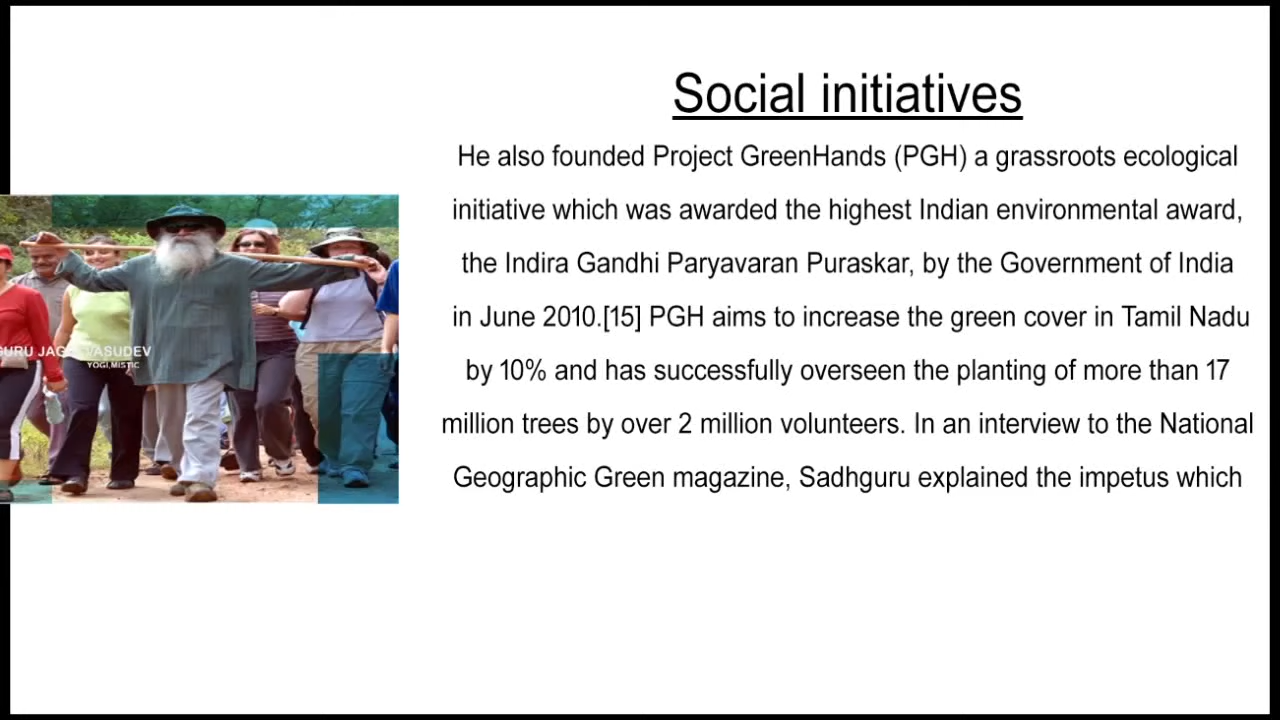 Social initiatives
He also founded Project GreenHands (PGH) a grassroots ecological
initiative which was awarded the highest Indian environmental award,
the Indira Gandhi Paryavaran Puraskar, by the Government of India
in June 2010.[15] PGH aims to increase the green cover in Tamil Nadu
by 10% and has successfully overseen the planting of more than 17
million trees by over 2 million volunteers. In an interview to the National
Geographic Green magazine, Sadhguru explained the impetus which
GURU JAGGI VASUDEV
YOGI,MISTIC